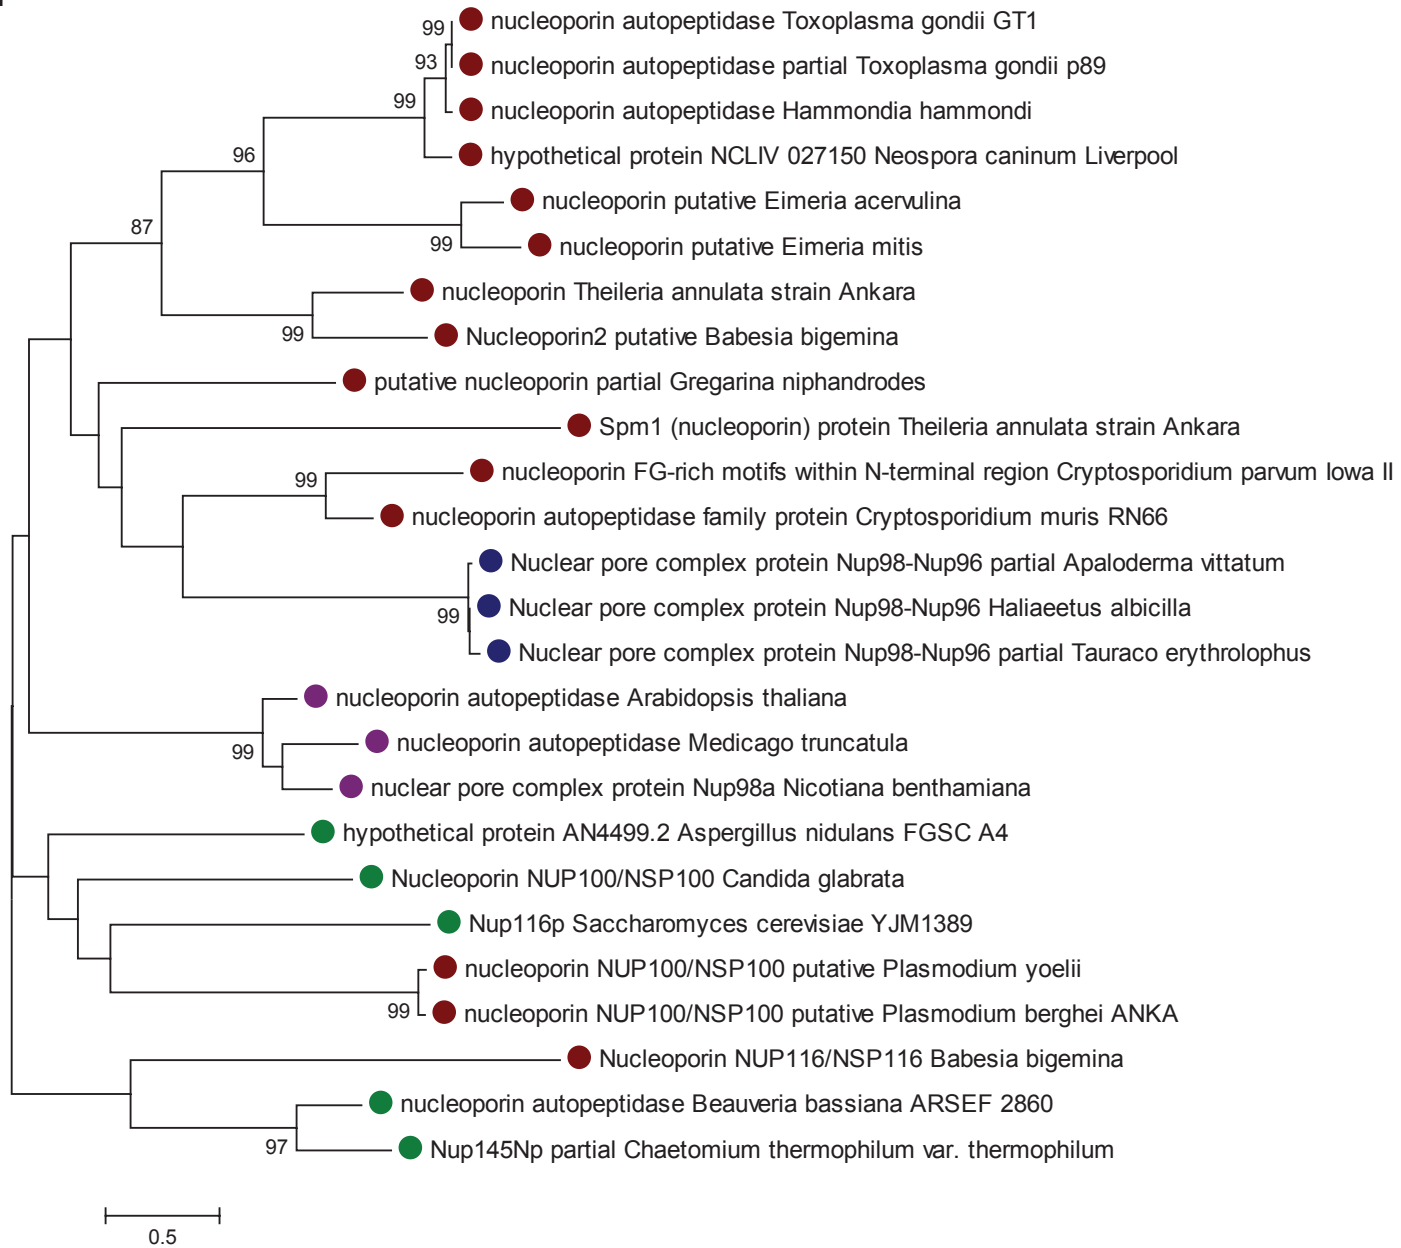 99
nucleoporin autopeptidase Toxoplasma gondii GT1
93
nucleoporin autopeptidase partial Toxoplasma gondii p89
99
nucleoporin autopeptidase Hammondia hammondi
96
hypothetical protein NCLIV 027150 Neospora caninum Liverpool
nucleoporin putative Eimeria acervulina
87
99
nucleoporin putative Eimeria mitis
nucleoporin Theileria annulata strain Ankara
99
Nucleoporin2 putative Babesia bigemina
putative nucleoporin partial Gregarina niphandrodes
Spm1 (nucleoporin) protein Theileria annulata strain Ankara
99
nucleoporin FG-rich motifs within N-terminal region Cryptosporidium parvum Iowa II
nucleoporin autopeptidase family protein Cryptosporidium muris RN66
Nuclear pore complex protein Nup98-Nup96 partial Apaloderma vittatum
99
Nuclear pore complex protein Nup98-Nup96 Haliaeetus albicilla
Nuclear pore complex protein Nup98-Nup96 partial Tauraco erythrolophus
nucleoporin autopeptidase Arabidopsis thaliana
99
nucleoporin autopeptidase Medicago truncatula
nuclear pore complex protein Nup98a Nicotiana benthamiana
hypothetical protein AN4499.2 Aspergillus nidulans FGSC A4
Nucleoporin NUP100/NSP100 Candida glabrata
Nup116p Saccharomyces cerevisiae YJM1389
nucleoporin NUP100/NSP100 putative Plasmodium yoelii
99
nucleoporin NUP100/NSP100 putative Plasmodium berghei ANKA
Nucleoporin NUP116/NSP116 Babesia bigemina
nucleoporin autopeptidase Beauveria bassiana ARSEF 2860
97
Nup145Np partial Chaetomium thermophilum var. thermophilum
0.5